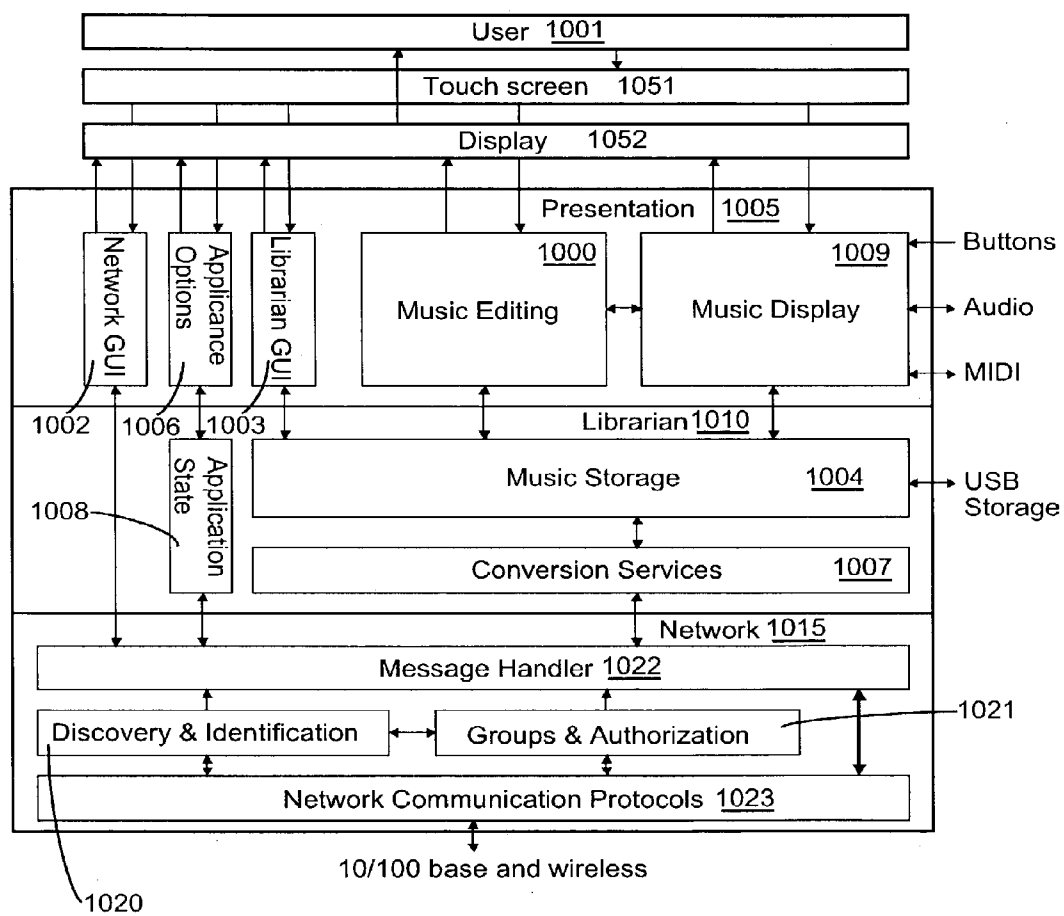 User 1001
Touch screen 1051
Display 1052
Presentation 1005
Network GUI
Applicance
Options
Librarian GUI
1000
Music Editing
1009
Music Display
Buttons
Audio
MIDI
1002
1006
1003
Librarian 1010
Application
State
1008
Music Storage 1004
USB
Storage
Conversion Services 1007
Network 1015
Message Handler 1022
Discovery & Identification
Groups & Authorization
1021
Network Communication Protocols 1023
10/100 base and wireless
1020